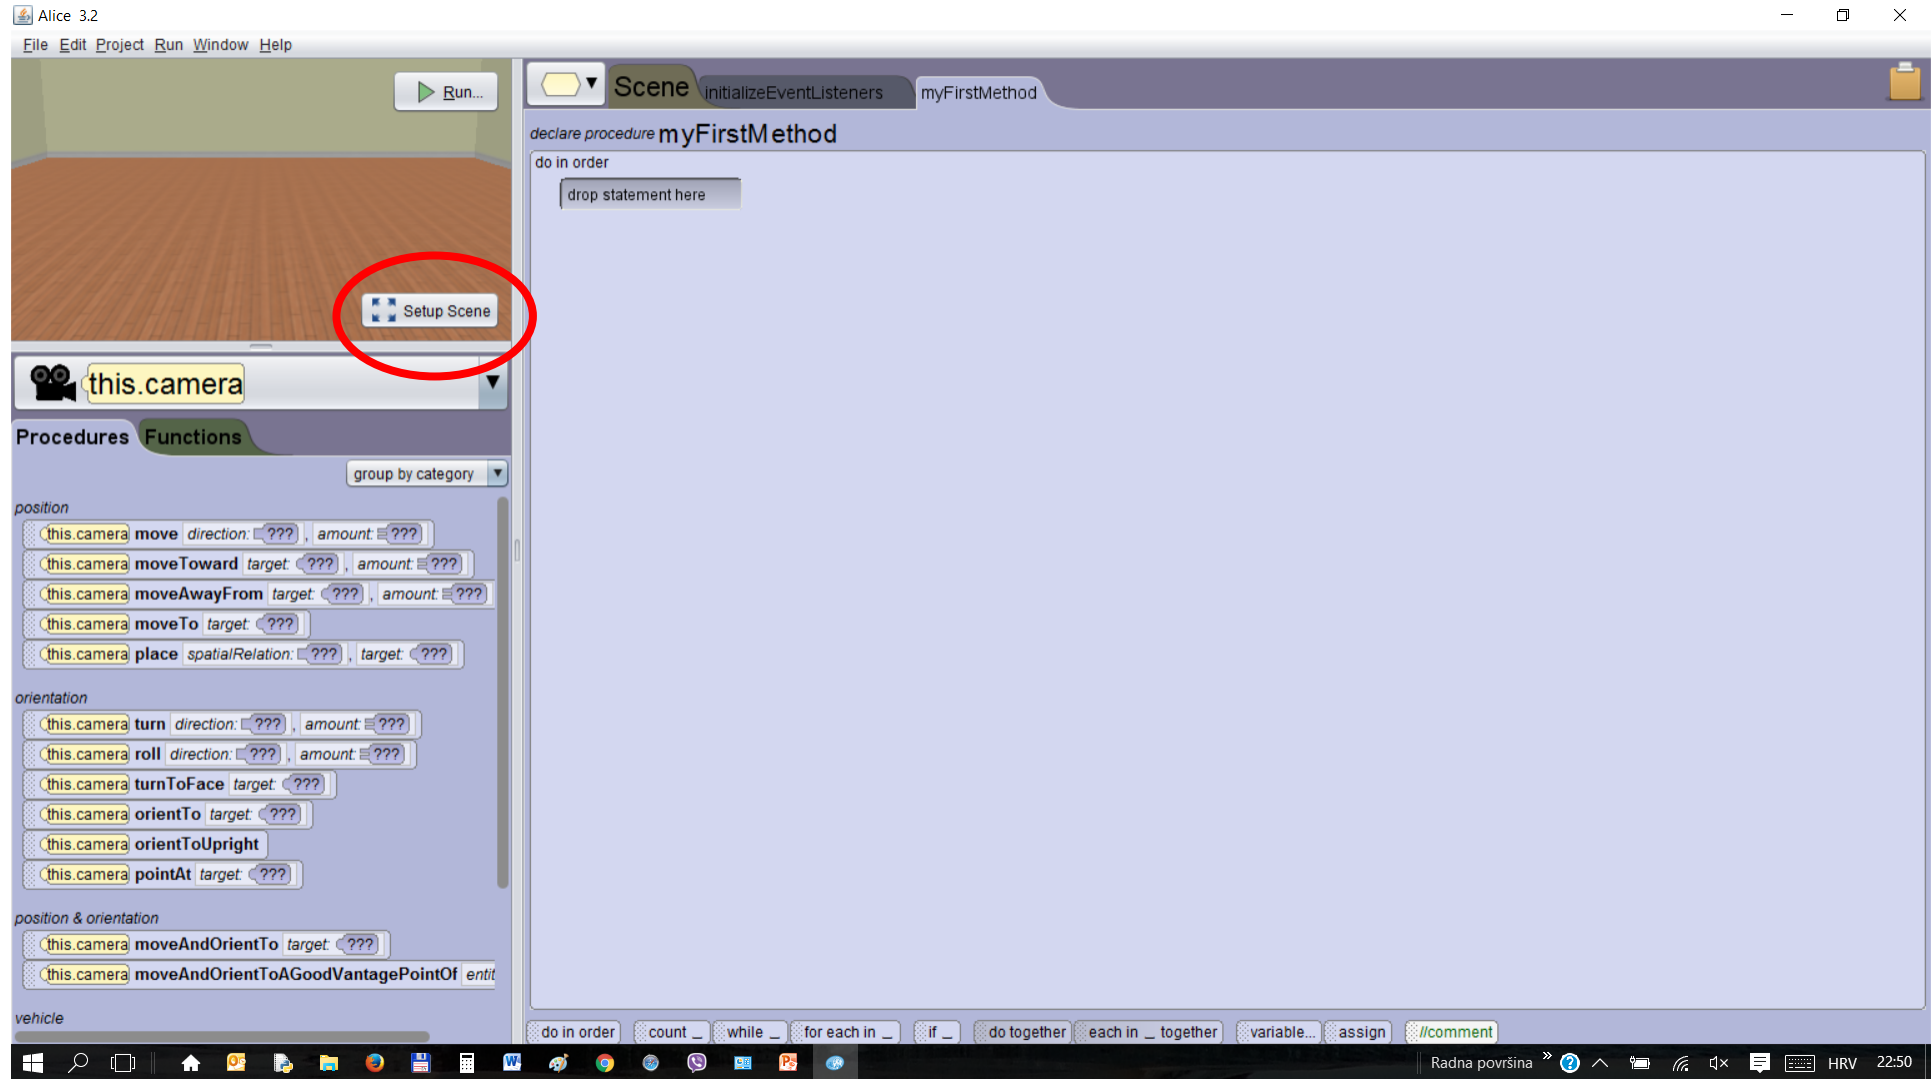 Alice 3.2
File Edit Project Run Window Help
Run...
Setup Scene
this.camera
Procedures Functions
group by category
position
this.camera move direction: ??? , amount: ???
this.camera moveToward target: ??? , amount: ???
this.camera moveAwayFrom target: ??? , amount: ???
this.camera moveTo target: ???
this.camera place spatialRelation: ??? , target: ???
orientation
this.camera turn direction: ??? , amount: ???
this.camera roll direction: ??? , amount: ???
this.camera turnToFace target: ???
this.camera orientTo target: ???
this.camera orientToUpright
this.camera pointAt target: ???
position & orientation
this.camera moveAndOrientTo target: ???
this.camera moveAndOrientToAGoodVantagePointOf entit
vehicle
Scene initializeEventListeners myFirstMethod
declare procedure myFirstMethod
do in order
drop statement here
do in order count _ while _ for each in _ if _ do together each in _ together variable... assign //comment
Radna površina » HRV 22:50